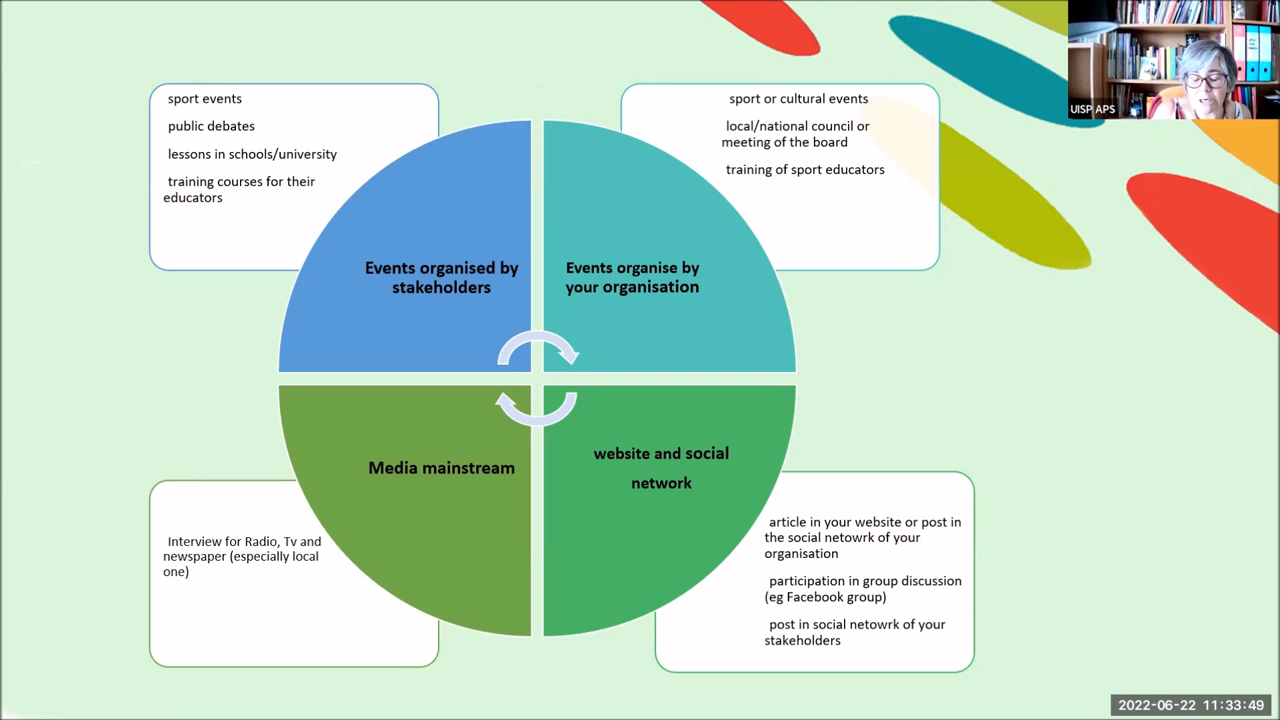 UISP APS
sport events
public debates
lessons in schools/university
training courses for their
educators
sport or cultural events
local/national council or
meeting of the board
training of sport educators
Events organised by
stakeholders
Events organise by
your organisation
Media mainstream
website and social
network
Interview for Radio, Tv and
newspaper (especially local
one)
article in your website or post in
the social netowrk of your
organisation
participation in group discussion
(eg Facebook group)
post in social netowrk of your
stakeholders
2022-06-22 11:33:49